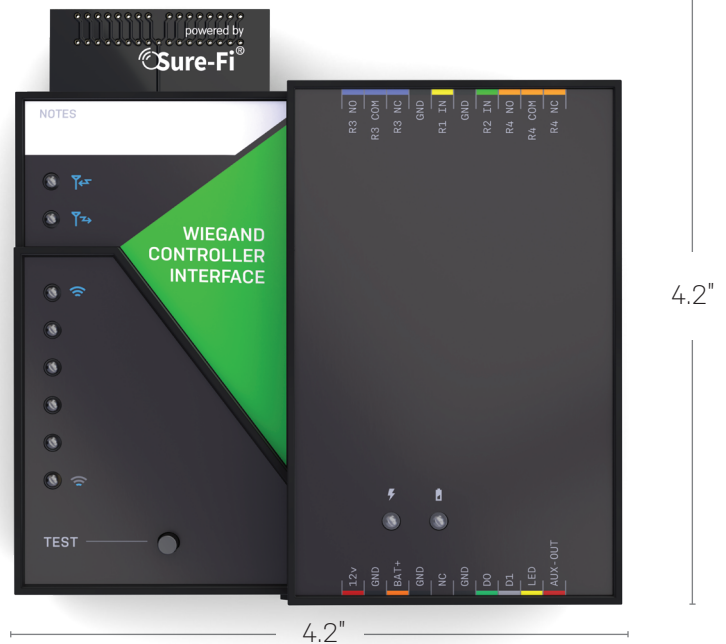 powered by
Sure-Fi®
NOTES
WIEGAND
CONTROLLER
INTERFACE
TEST
R3 NO
R3 COM
R3 NC
GND
R1 IN
GND
R2 IN
R4 NO
R4 COM
R4 NC
12v
GND
BAT+
GND
NC
GND
D0
D1
LED
AUX-OUT
4.2"
4.2"